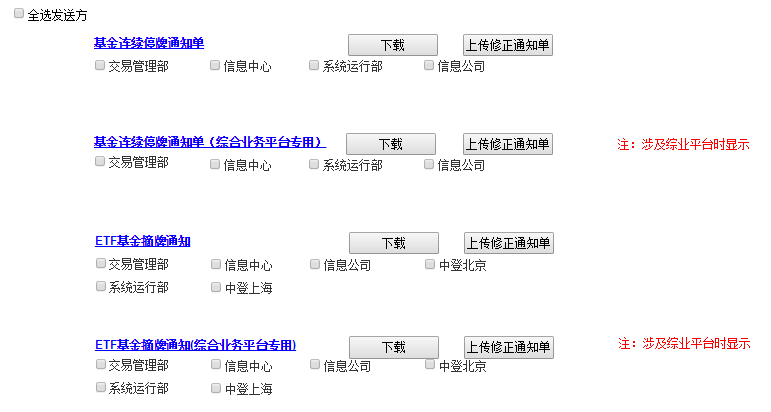 全选发送方
基金连续停牌通知单 下载 上传修正通知单
交易管理部 信息中心 系统运行部 信息公司
基金连续停牌通知单（综合业务平台专用） 下载 上传修正通知单 注：涉及综业平台时显示
交易管理部 信息中心 系统运行部 信息公司
ETF基金摘牌通知 下载 上传修正通知单
交易管理部 信息中心 信息公司 中登北京
系统运行部 中登上海
ETF基金摘牌通知(综合业务平台专用) 下载 上传修正通知单 注：涉及综业平台时显示
交易管理部 信息中心 信息公司 中登北京
系统运行部 中登上海